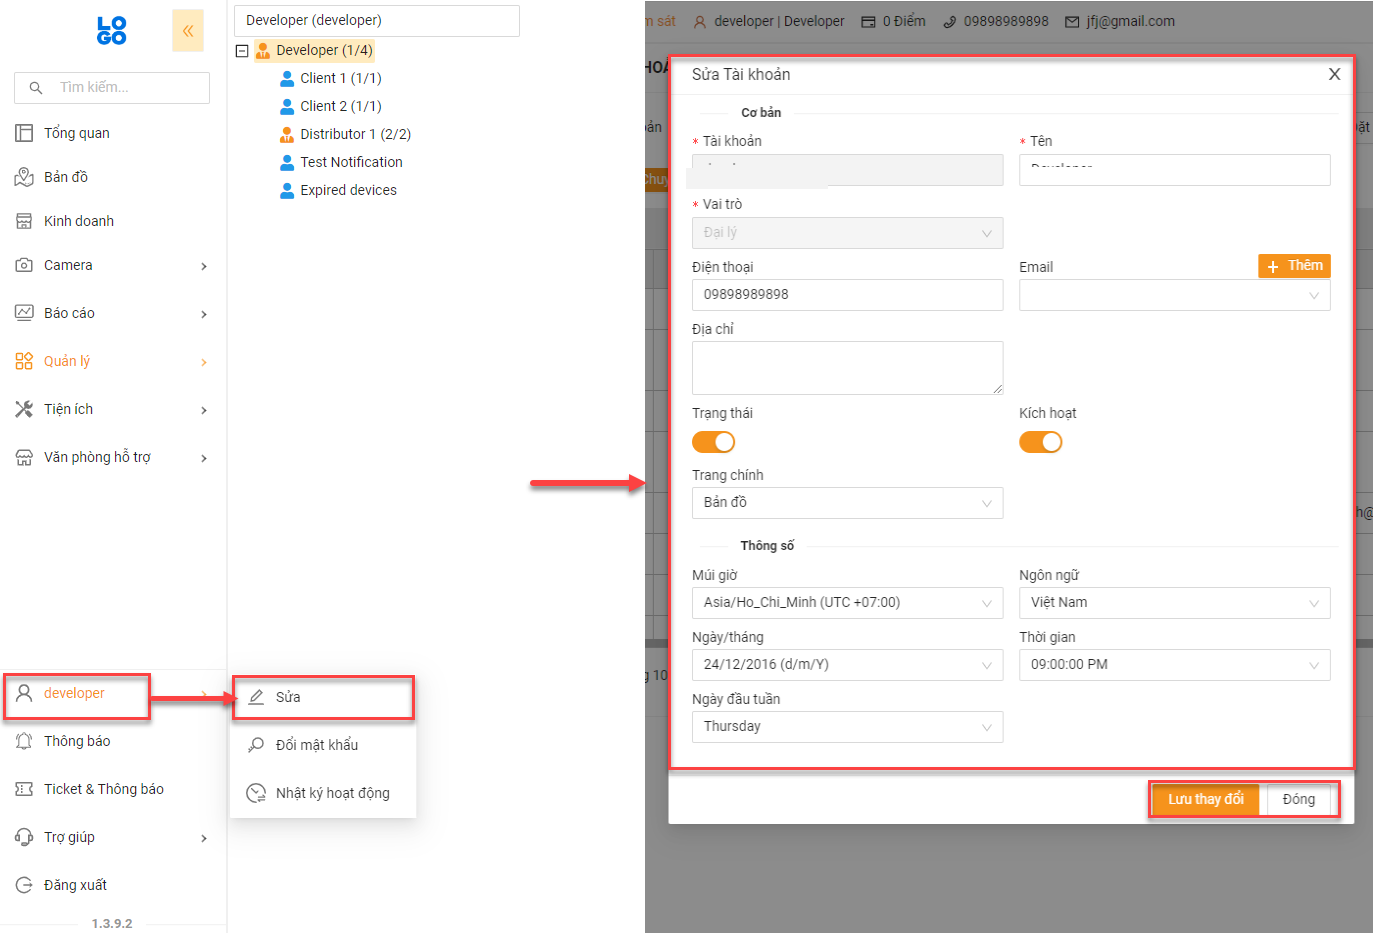 LO
GO
«
Tìm kiếm...
Tổng quan
Bản đồ
Kinh doanh
Camera
Báo cáo
Quản lý
Tiện ích
Văn phòng hỗ trợ
developer
Thông báo
Ticket & Thông báo
Trợ giúp
Đăng xuất
1.3.9.2
Developer (developer)
Developer (1/4)
Client 1 (1/1)
Client 2 (1/1)
Distributor 1 (2/2)
Test Notification
Expired devices
Sửa
Đổi mật khẩu
Nhật ký hoạt động
m sát
developer | Developer
0 Điểm
09898989898
jfj@gmail.com
Sửa Tài khoản
X
Cơ bản
* Tài khoản
* Tên
* Vai trò
Đại lý
Điện thoại
09898989898
Email
+ Thêm
Địa chỉ
Trạng thái
Kích hoạt
Trang chính
Bản đồ
Thông số
Múi giờ
Asia/Ho_Chi_Minh (UTC +07:00)
Ngôn ngữ
Việt Nam
Ngày/tháng
24/12/2016 (d/m/Y)
Thời gian
09:00:00 PM
Ngày đầu tuần
Thursday
Lưu thay đổi
Đóng
h@
g 10